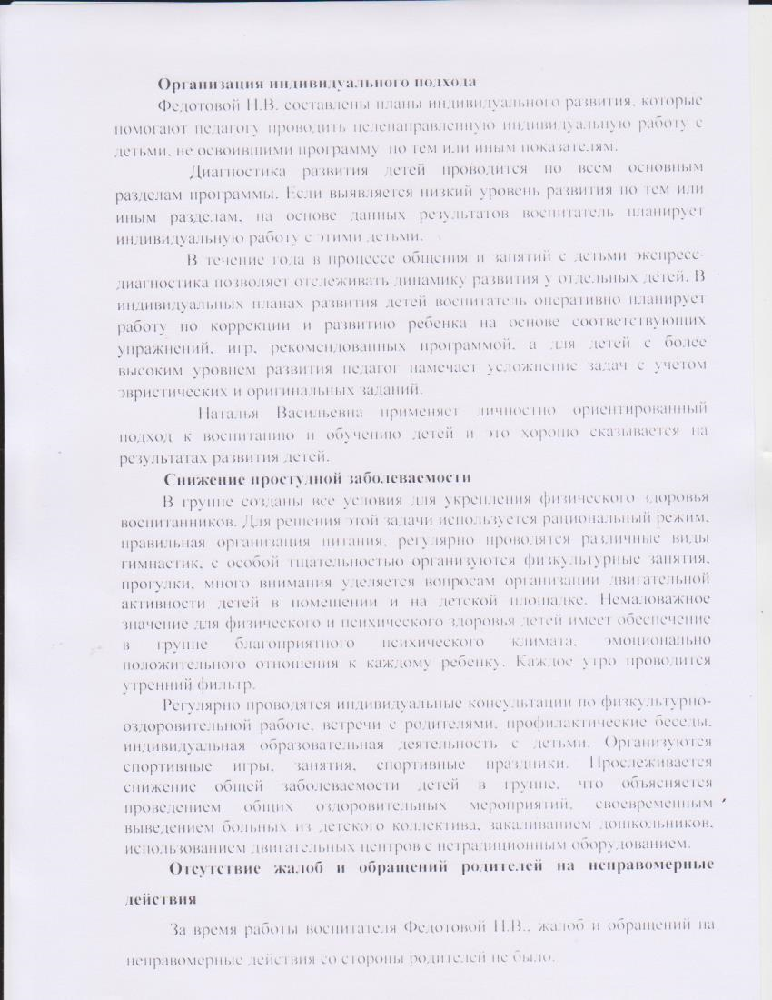 Организация индивидуального подхода
Федотовой Н.В. составлены планы индивидуального развития, которые
помогают педагогу проводить целенаправленную индивидуальную работу с
детьми, не освоившими программу по тем или иным показателям.
Диагностика развития детей проводится по всем основным
разделам программы. Если выявляется низкий уровень развития по тем или
иным разделам, на основе данных результатов воспитатель планирует
индивидуальную работу с этими детьми.
В течение года в процессе общения и занятий с детьми экспресс-
диагностика позволяет отслеживать динамику развития у отдельных детей. В
индивидуальных планах развития детей воспитатель оперативно планирует
работу по коррекции и развитию ребенка на основе соответствующих
упражнений, игр, рекомендованных программой, а для детей с более
высоким уровнем развития педагог намечает усложнение задач с учетом
эвристических и оригинальных заданий.
Наталья Васильевна применяет личностно ориентированный
подход к воспитанию и обучению детей и это хорошо сказывается на
результатах развития детей.
Снижение простудной заболеваемости
В группе созданы все условия для укрепления физического здоровья
воспитанников. Для решения этой задачи используется рациональный режим,
правильная организация питания, регулярно проводятся различные виды
гимнастик, с особой тщательностью организуются физкультурные занятия,
прогулки, много внимания уделяется вопросам организации двигательной
активности детей в помещении и на детской площадке. Немаловажное
значение для физического и психического здоровья детей имеет обеспечение
в группе благоприятного психического климата, эмоционально
положительного отношения к каждому ребенку. Каждое утро проводится
утренний фильтр.
Регулярно проводятся индивидуальные консультации по физкультурно-
оздоровительной работе, встречи с родителями, профилактические беседы,
индивидуальная образовательная деятельность с детьми. Организуются
спортивные игры, занятия, спортивные праздники. Прослеживается
снижение общей заболеваемости детей в группе, что объясняется
проведением общих оздоровительных мероприятий, своевременным
выведением больных из детского коллектива, закаливанием дошкольников,
использованием двигательных центров с нетрадиционным оборудованием.
Отсутствие жалоб и обращений родителей на неправомерные
действия
За время работы воспитателя Федотовой Н.В., жалоб и обращений на
неправомерные действия со стороны родителей не было.